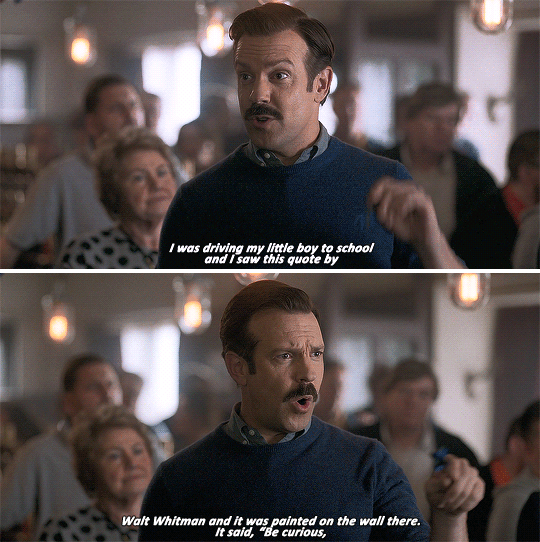 I was driving my little boy to school
and I saw this quote by
Walt Whitman and it was painted on the wall there.
It said, "Be curious,